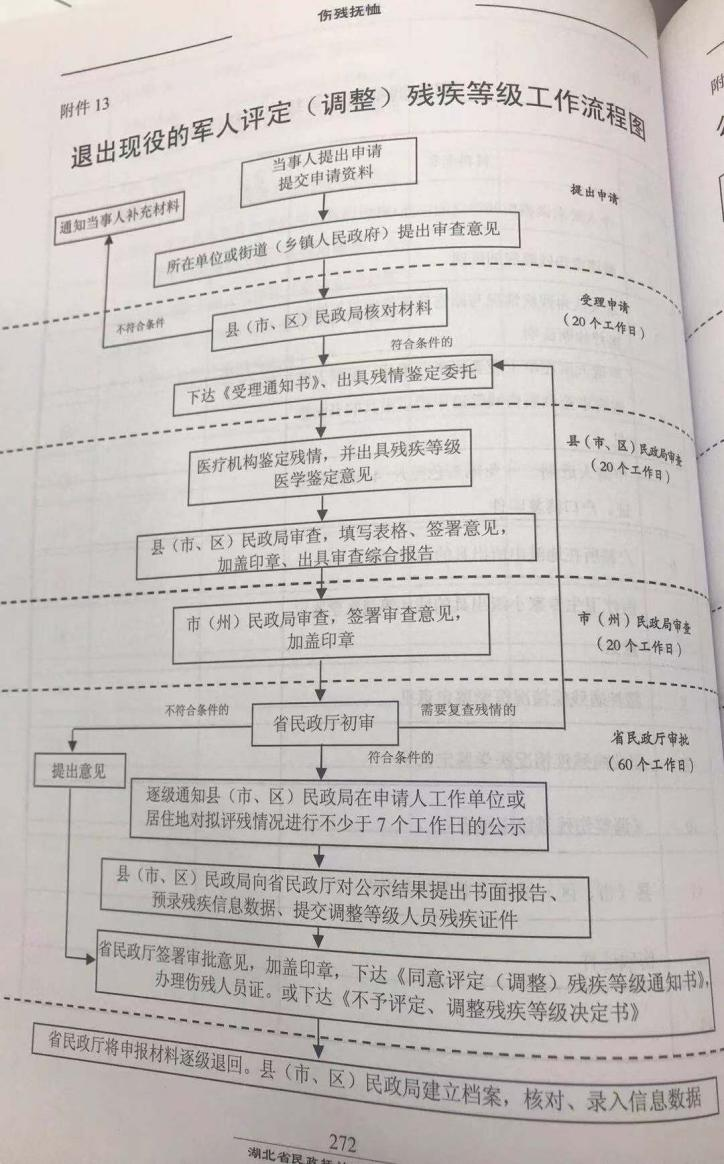 伤残抚恤
附件 13
退出现役的军人评定（调整）残疾等级工作流程图
当事人提出申请
提交申请资料
提出申请
通知当事人补充材料
所在单位或街道（乡镇人民政府）提出审查意见
受理申请
（20 个工作日）
不符合条件
县（市、区）民政局核对材料
符合条件的
下达《受理通知书》、出具残情鉴定委托
县（市、区）民政局审查
（20 个工作日）
医疗机构鉴定残情，并出具残疾等级
医学鉴定意见
县（市、区）民政局审查，填写表格、签署意见，
加盖印章、出具审查综合报告
市（州）民政局审查，签署审查意见，
加盖印章
市（州）民政局审查
（20 个工作日）
不符合条件的
省民政厅初审
需要复查残情的
省民政厅审批
（60 个工作日）
符合条件的
提出意见
逐级通知县（市、区）民政局在申请人工作单位或
居住地对拟评残情况进行不少于 7 个工作日的公示
县（市、区）民政局向省民政厅对公示结果提出书面报告、
预录残疾信息数据、提交调整等级人员残疾证件
省民政厅签署审批意见，加盖印章，下达《同意评定（调整）残疾等级通知书》，
办理伤残人员证。或下达《不予评定、调整残疾等级决定书》
省民政厅将申报材料逐级退回。县（市、区）民政局建立档案，核对、录入信息数据
272
湖北省民政